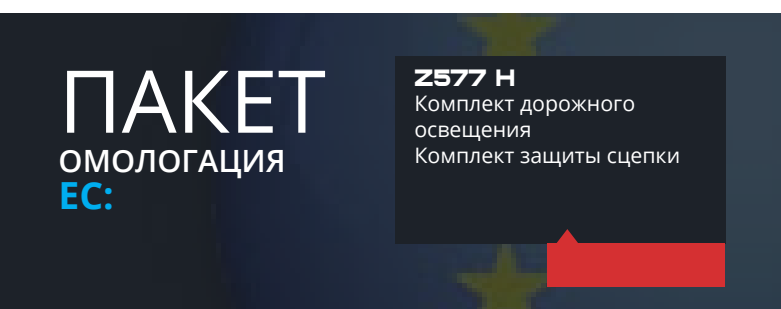 ПАКЕТ
ОМОЛОГАЦИЯ
ЕС:
Z577 H
Комплект дорожного
освещения
Комплект защиты сцепки